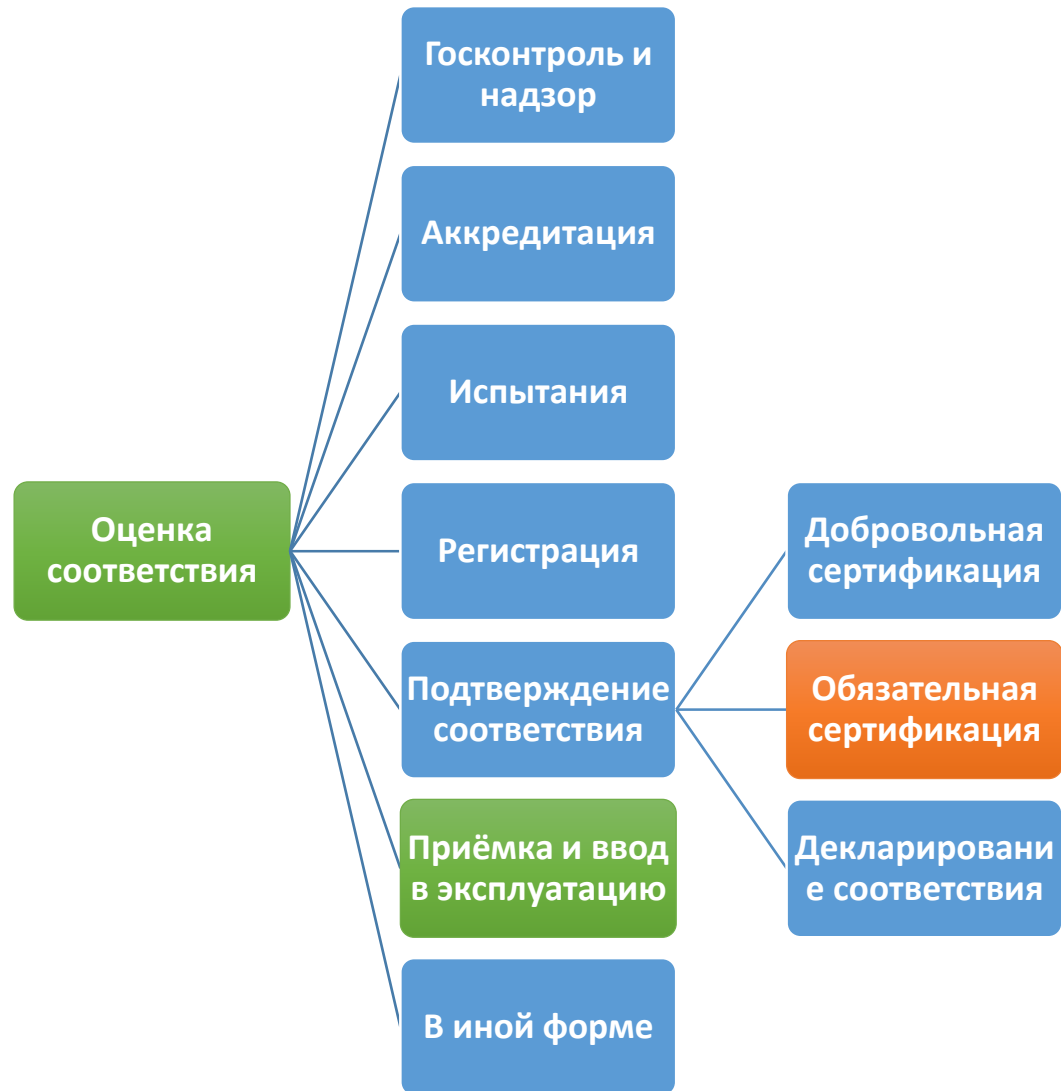 Госконтроль и
надзор
Аккредитация
Испытания
Оценка
соответствия
Регистрация
Подтверждение
соответствия
Приёмка и ввод
в эксплуатацию
В иной форме
Добровольная
сертификация
Обязательная
сертификация
Декларировани
е соответствия